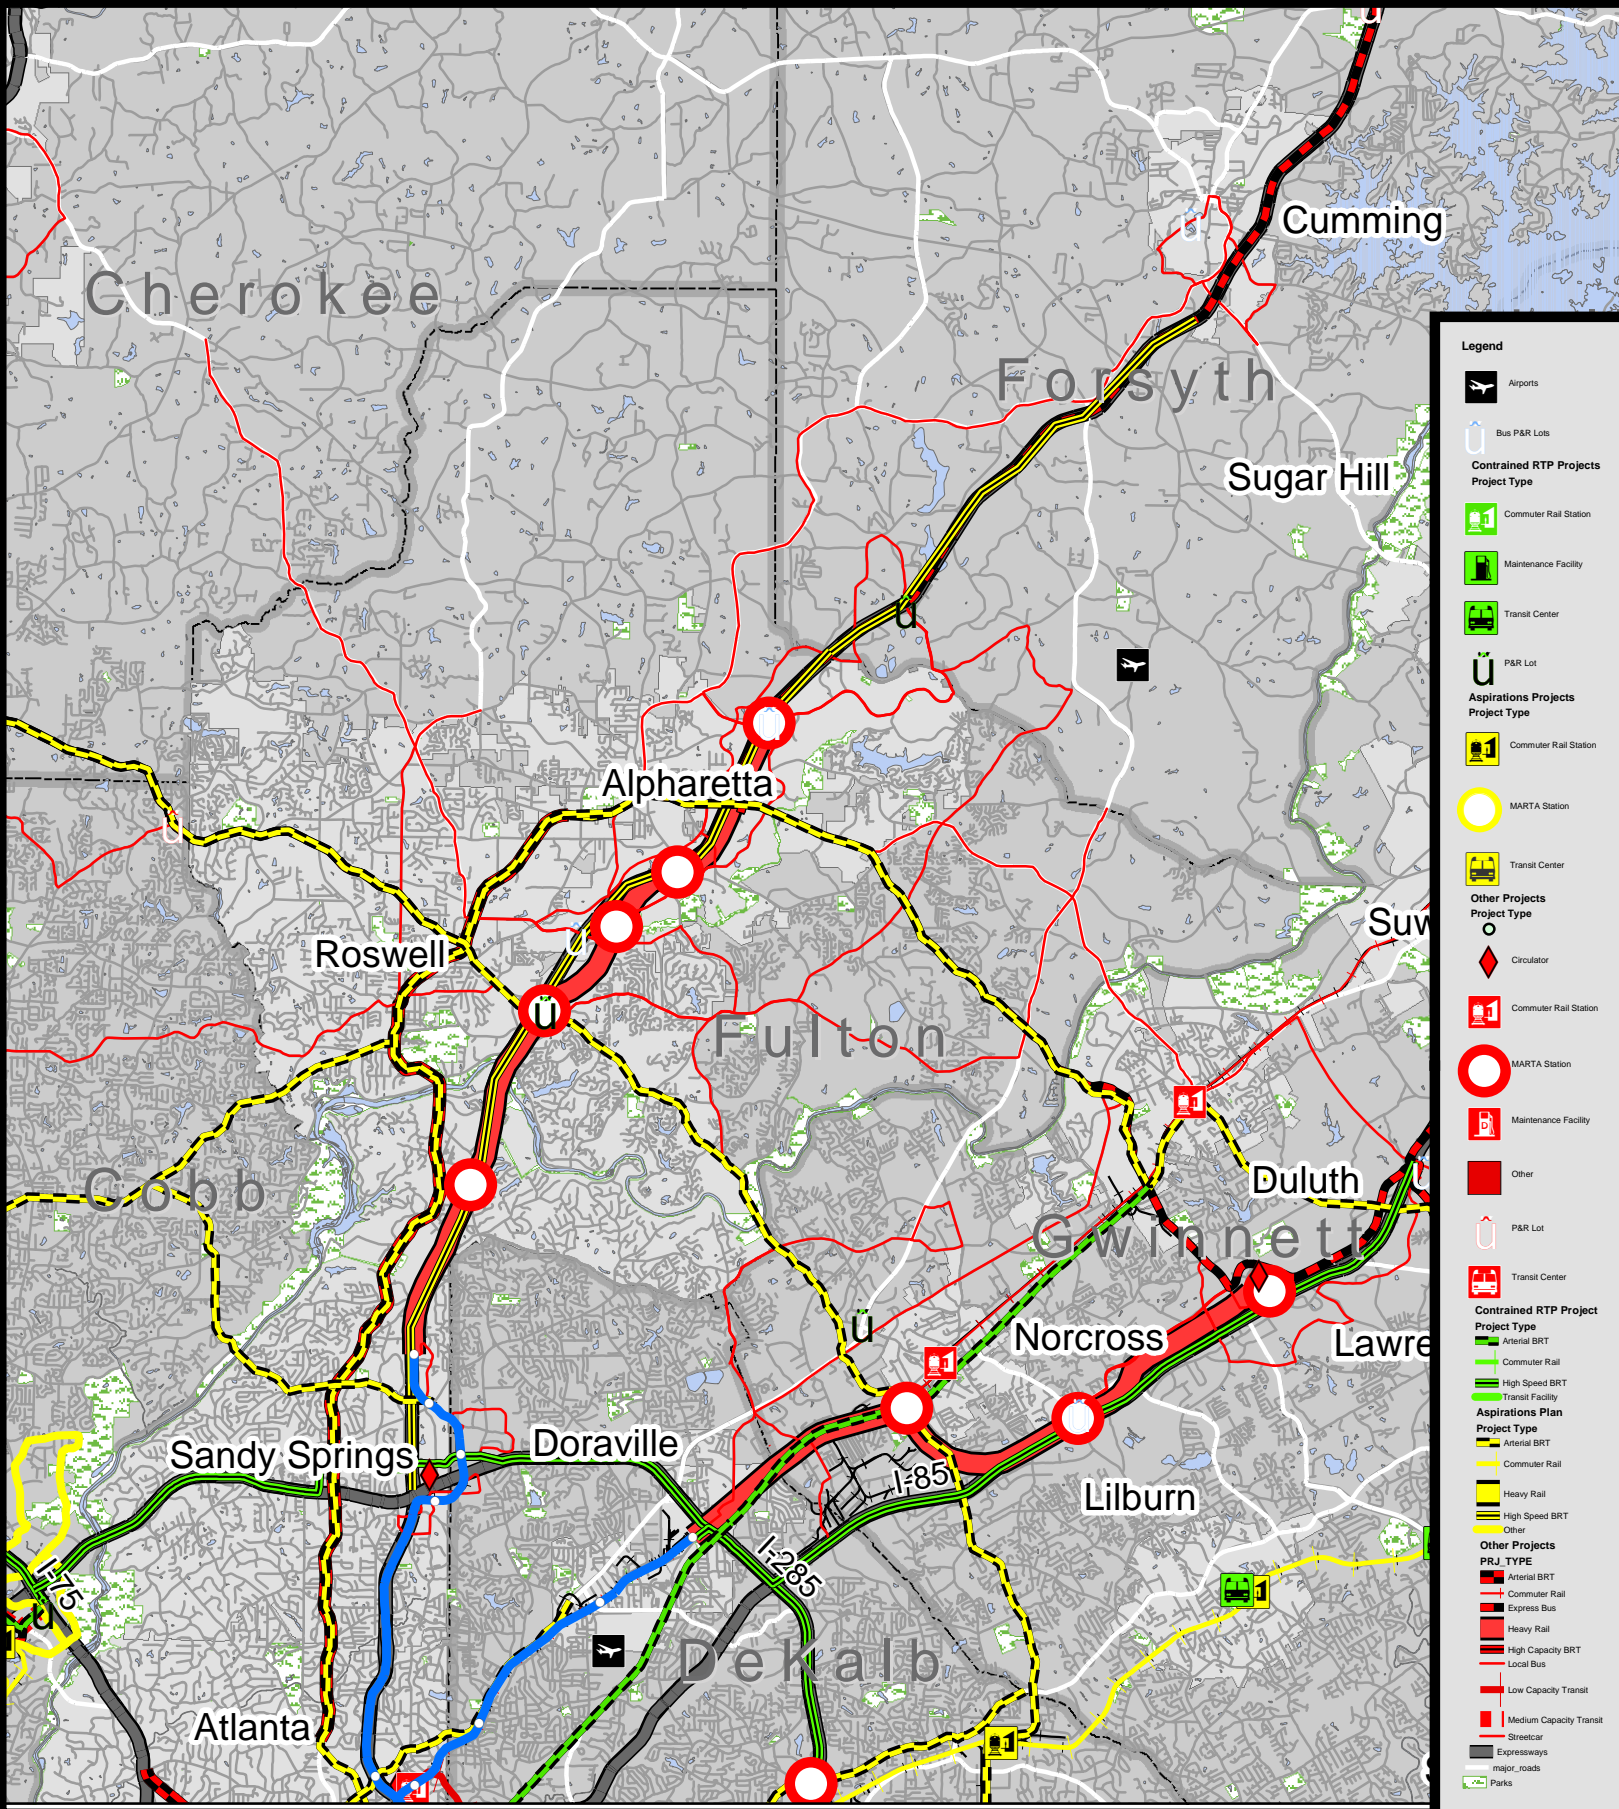 Cumming
Cherokee
Forsyth
Sugar Hill
Alpharetta
Suw
Roswell
Fulton
Cobb
Duluth
Gwinnett
Norcross
Lawre
Sandy Springs
Doraville
I-85
Lilburn
I-285
I-75
DeKalb
Atlanta
Legend
Airports
Bus P&R Lots
Contrained RTP Projects
Project Type
Commuter Rail Station
Maintenance Facility
Transit Center
P&R Lot
Aspirations Projects
Project Type
Commuter Rail Station
MARTA Station
Transit Center
Other Projects
Project Type
Circulator
Commuter Rail Station
MARTA Station
Maintenance Facility
Other
P&R Lot
Transit Center
Contrained RTP Project
Project Type
Arterial BRT
Commuter Rail
High Speed BRT
Transit Facility
Aspirations Plan
Project Type
Arterial BRT
Commuter Rail
Heavy Rail
High Speed BRT
Other
Other Projects
PRJ_TYPE
Arterial BRT
Commuter Rail
Express Bus
Heavy Rail
High Capacity BRT
Local Bus
Low Capacity Transit
Medium Capacity Transit
Streetcar
Expressways
major_roads
Parks